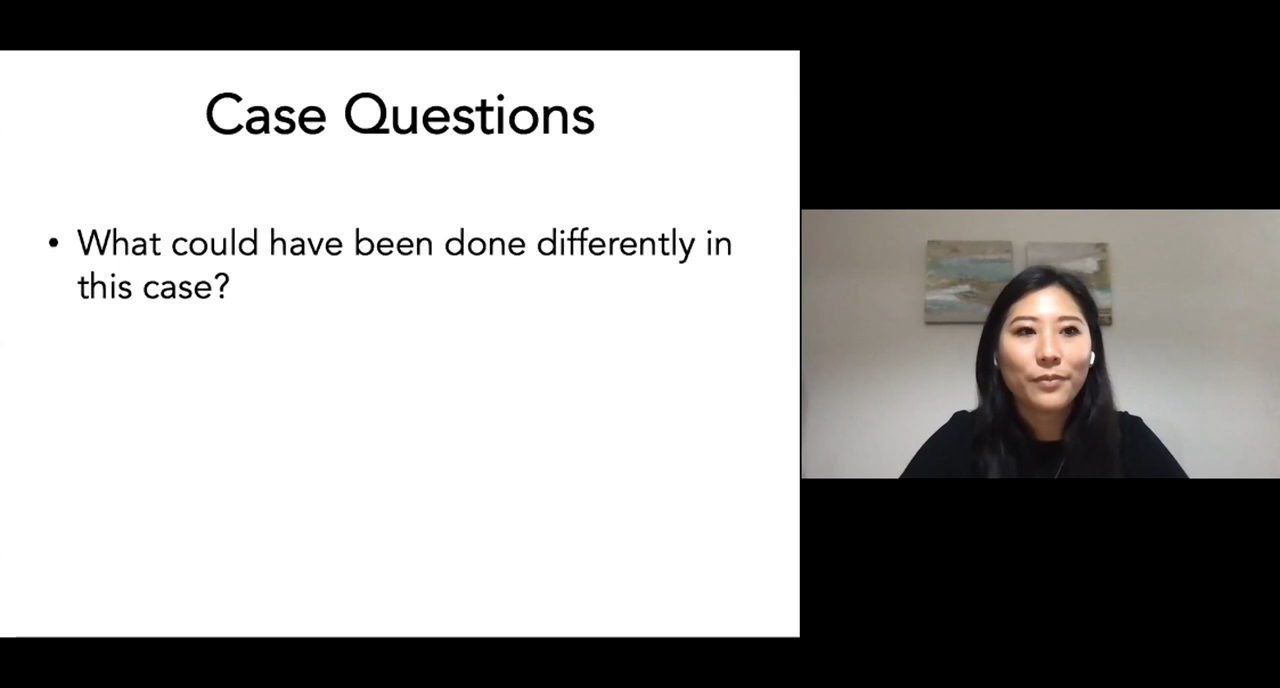 Case Questions
• What could have been done differently in
this case?